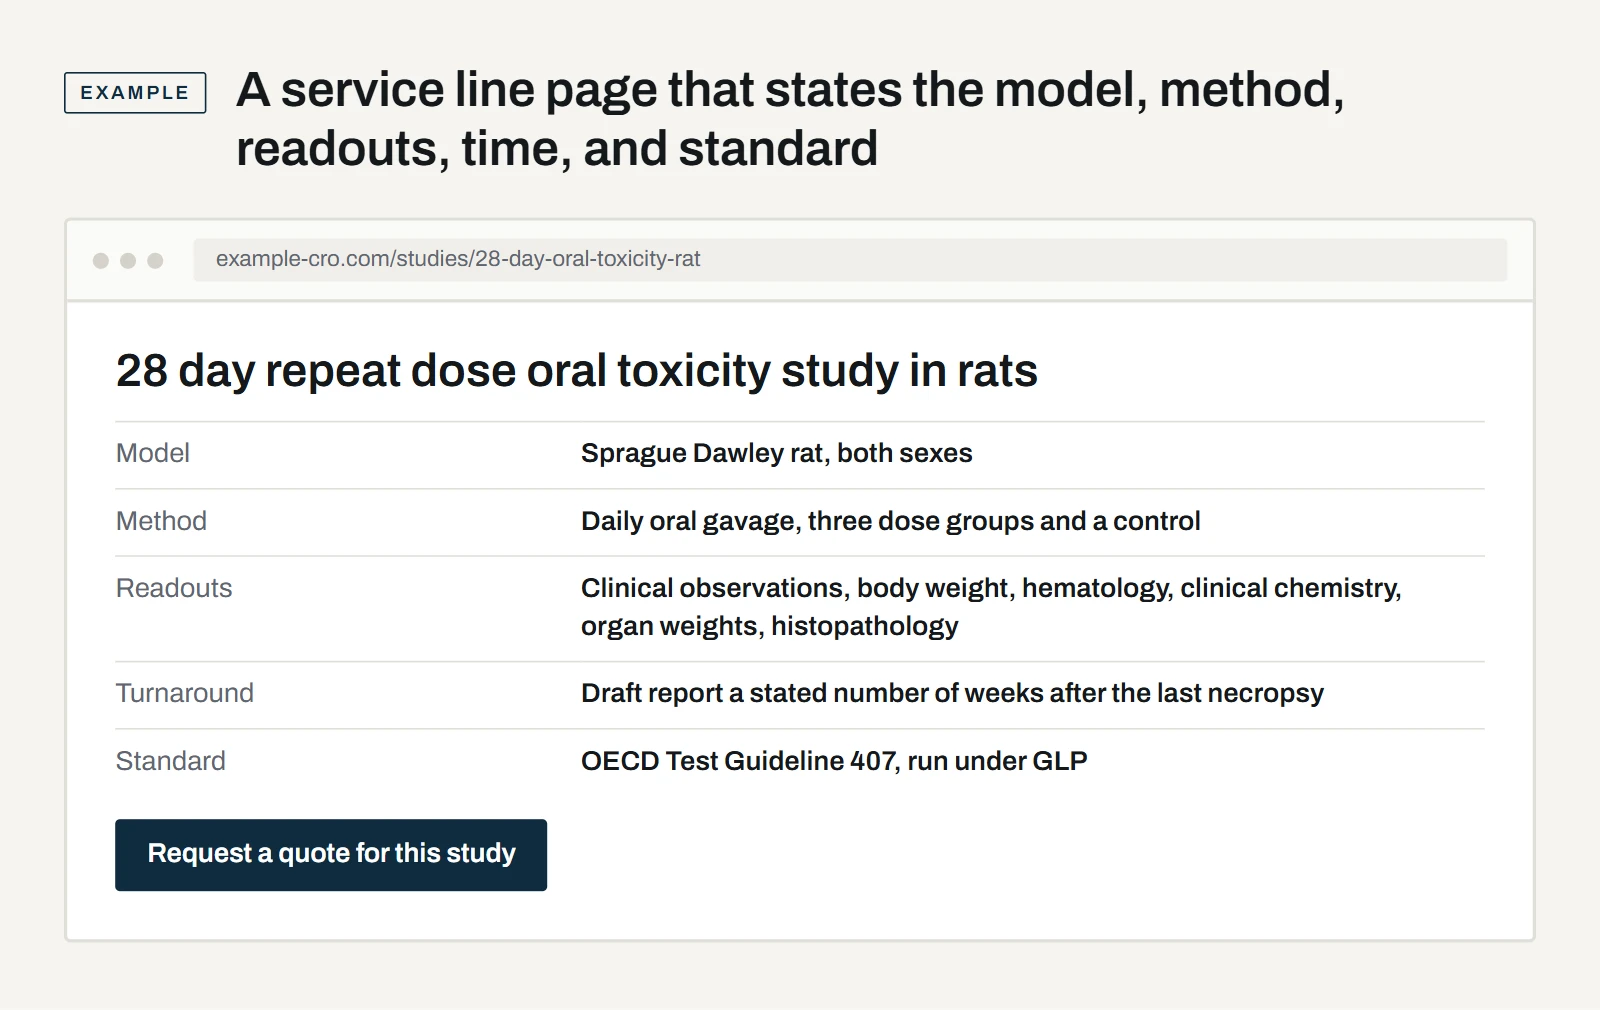 EXAMPLE
A service line page that states the model, method,
readouts, time, and standard
example-cro.com/studies/28-day-oral-toxicity-rat
28 day repeat dose oral toxicity study in rats
Model
Sprague Dawley rat, both sexes
Method
Daily oral gavage, three dose groups and a control
Readouts
Clinical observations, body weight, hematology, clinical chemistry,
organ weights, histopathology
Turnaround
Draft report a stated number of weeks after the last necropsy
Standard
OECD Test Guideline 407, run under GLP
Request a quote for this study